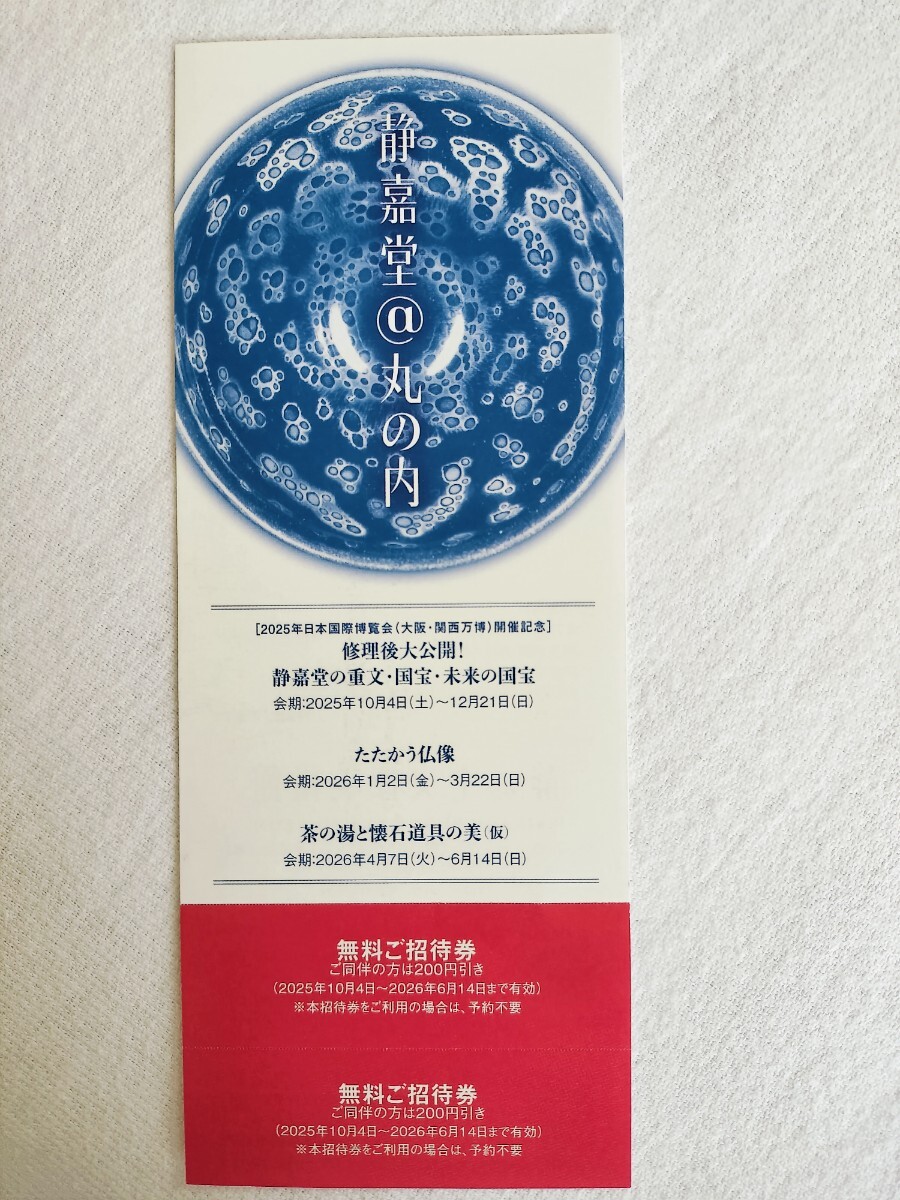 静嘉堂@丸の内
[2025年日本国際博覧会(大阪・関西万博)開催記念]
修理後大公開!
静嘉堂の重文・国宝・未来の国宝
会期:2025年10月4日(土)~12月21日(日)
たたかう仏像
会期:2026年1月2日(金)~3月22日(日)
茶の湯と懐石道具の美(仮)
会期:2026年4月7日(火)~6月14日(日)
無料ご招待券
ご同伴の方は200円引き
(2025年10月4日~2026年6月14日まで有効)
※本招待券をご利用の場合は、予約不要
無料ご招待券
ご同伴の方は200円引き
(2025年10月4日~2026年6月14日まで有効)
※本招待券をご利用の場合は、予約不要